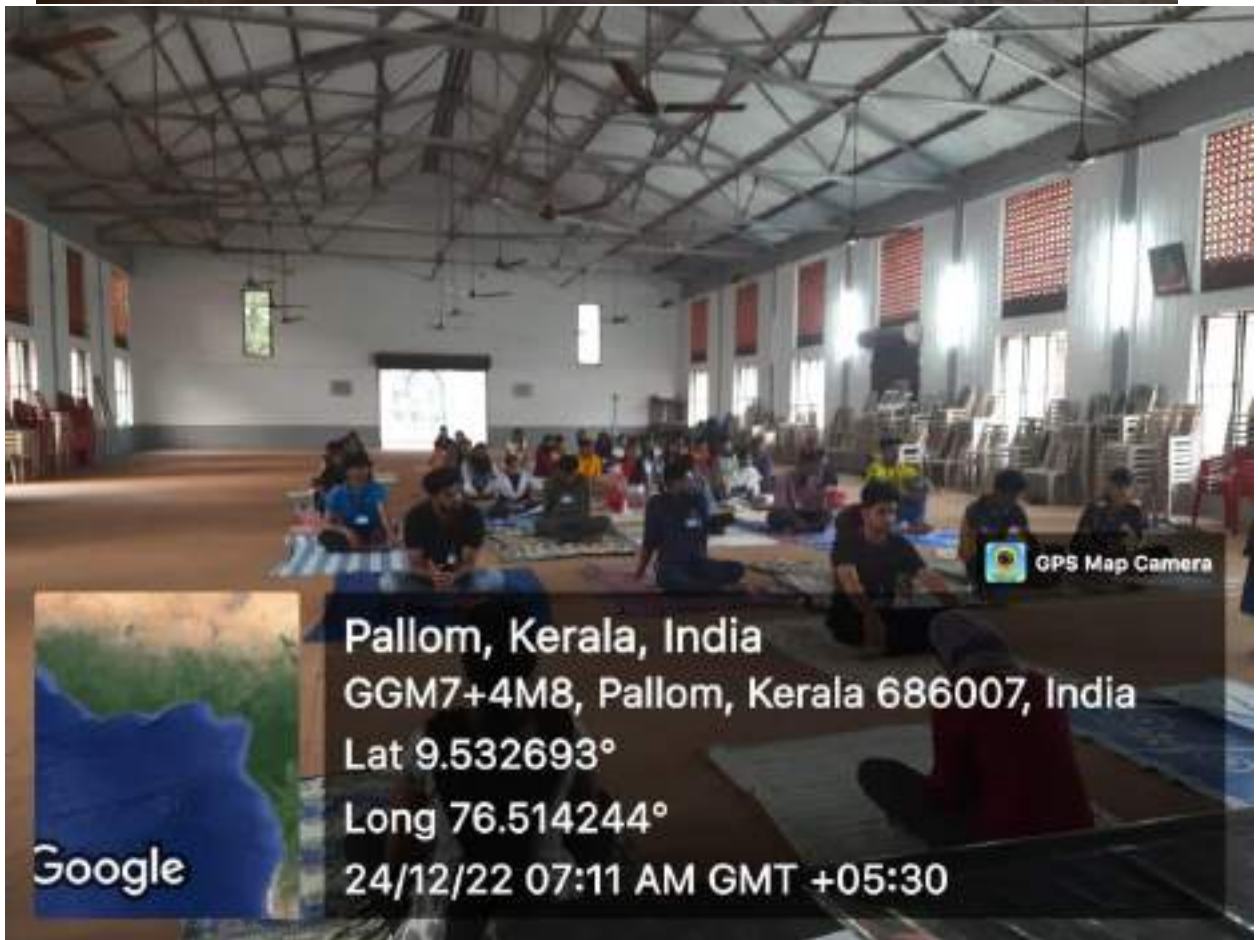 GPS Map Camera
Pallom, Kerala, India
GGM7+4M8, Pallom, Kerala 686007, India
Lat 9.532693°
Long 76.514244°
24/12/22 07:11 AM GMT +05:30
Google